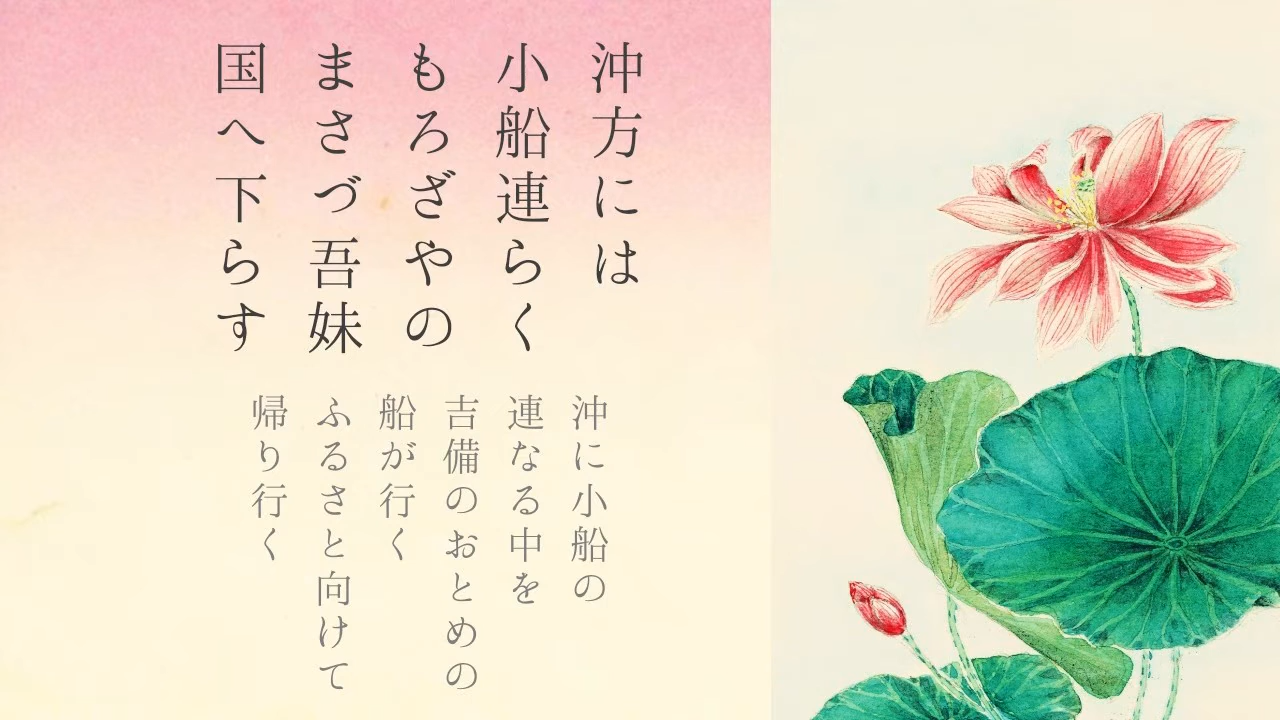 沖方には
小船連らく
もろざやの
まさづ吾妹
国へ下らす
沖に小船の
連なる中を
吉備のおとめの
船が行く
ふるさと向けて
帰り行く